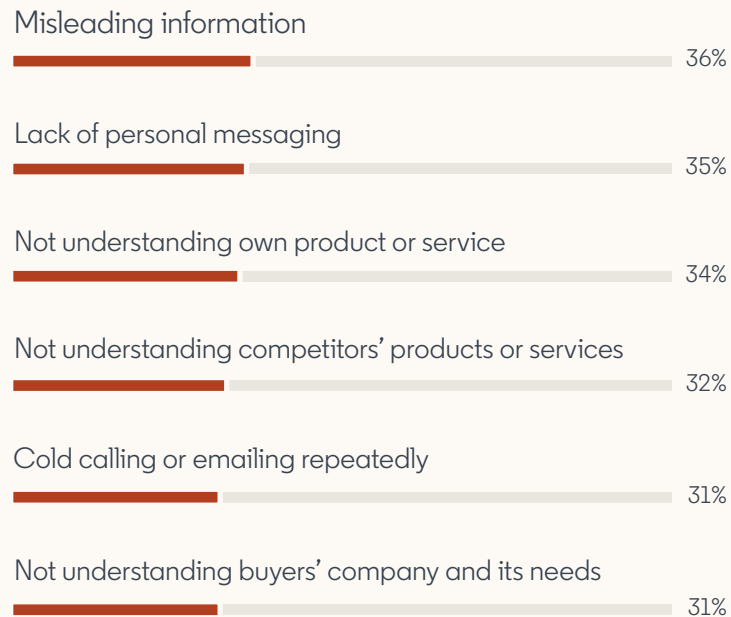 Misleading information
36%
Lack of personal messaging
35%
Not understanding own product or service
34%
Not understanding competitors’ products or services
32%
Cold calling or emailing repeatedly
31%
Not understanding buyers’ company and its needs
31%